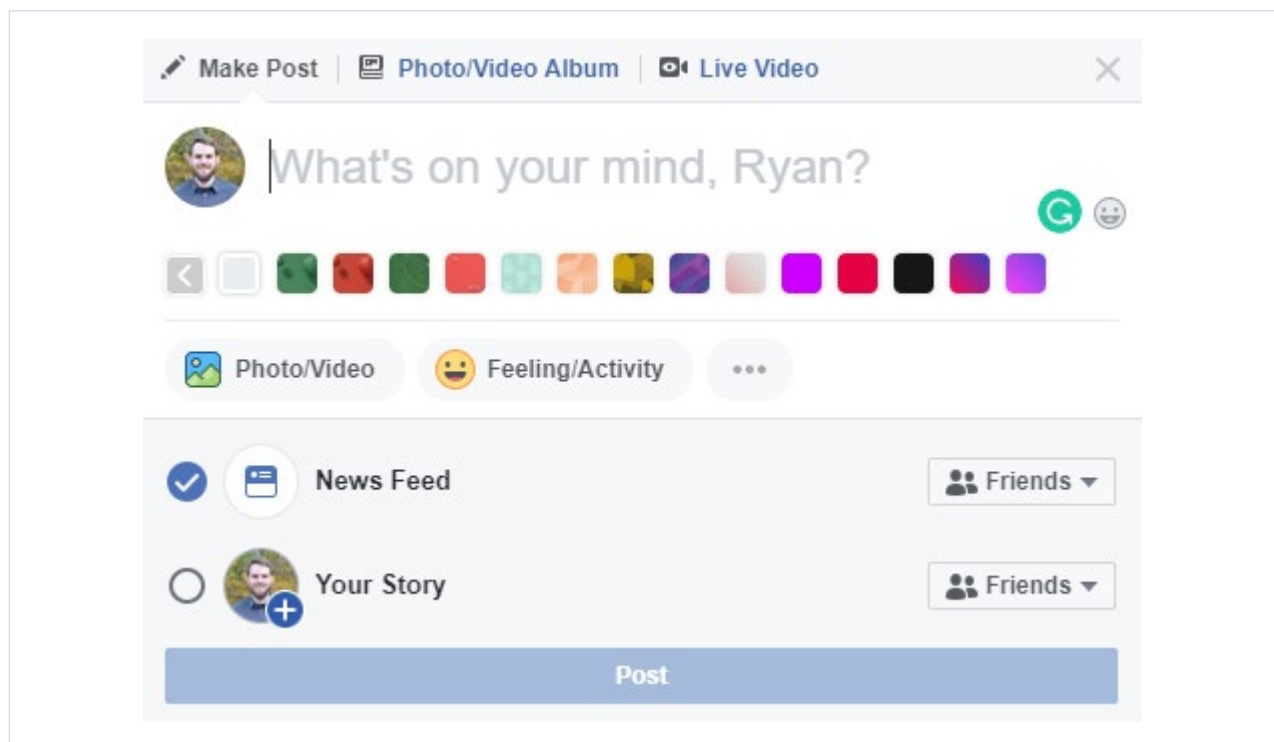 Make Post Photo/Video Album Live Video
What's on your mind, Ryan?
Photo/Video Feeling/Activity
News Feed Friends
Your Story Friends
Post